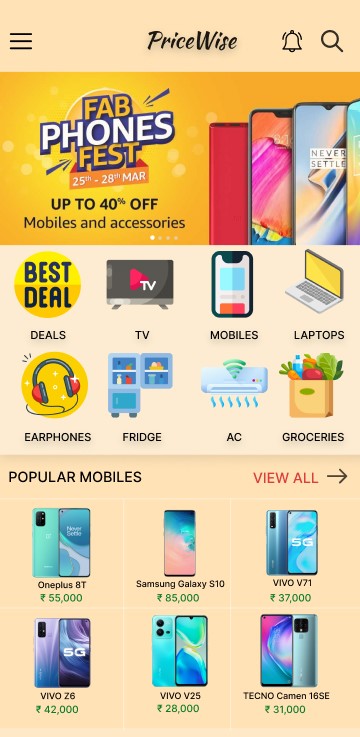 PriceWise
FAB
PHONES
FEST
25th - 28th MAR
UP TO 40% OFF
Mobiles and accessories
NEVER
SETTLE
BEST
DEAL
TV
DEALS
TV
MOBILES
LAPTOPS
EARPHONES
FRIDGE
AC
GROCERIES
POPULAR MOBILES
VIEW ALL
Never
Settle
5G
Oneplus 8T
Samsung Galaxy S10
VIVO V71
₹ 55,000
₹ 85,000
₹ 37,000
5G
VIVO Z6
VIVO V25
TECNO Camen 16SE
₹ 42,000
₹ 28,000
₹ 31,000